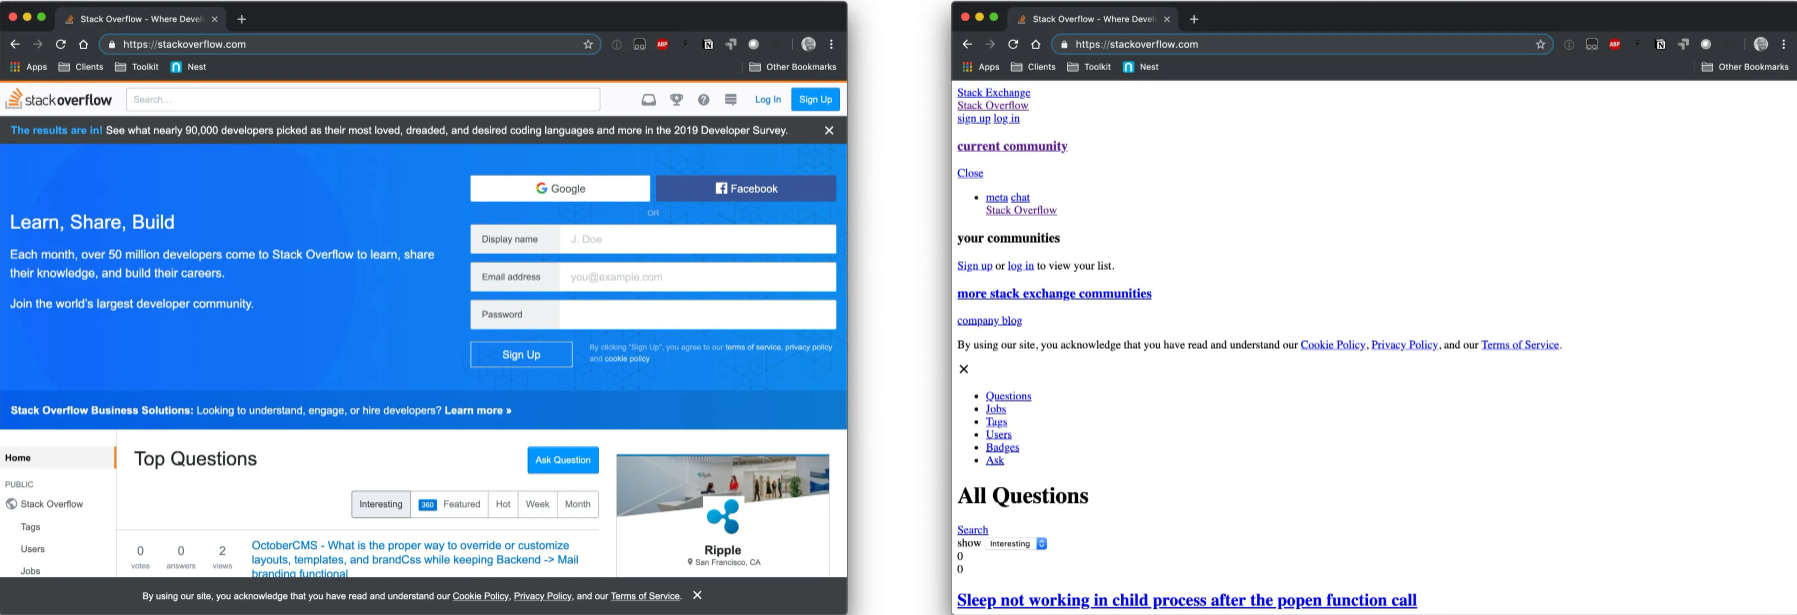 Stack Overflow - Where Devel
https://stackoverflow.com
ABP
Apps Clients Toolkit Nest Other Bookmarks
stackoverflow Search... Log In Sign Up
The results are in! See what nearly 90,000 developers picked as their most loved, dreaded, and desired coding languages and more in the 2019 Developer Survey.
Google Facebook
OR
Learn, Share, Build
Each month, over 50 million developers come to Stack Overflow to learn, share
their knowledge, and build their careers.
Join the world's largest developer community.
Display name J. Doe
Email address you@example.com
Password
Sign Up
By clicking "Sign Up", you agree to our terms of service, privacy policy
and cookie policy
Stack Overflow Business Solutions: Looking to understand, engage, or hire developers? Learn more »
Home
PUBLIC
Stack Overflow
Tags
Users
Jobs
Top Questions
Ask Question
Interesting 360 Featured Hot Week Month
0 0 2
votes answers views
OctoberCMS - What is the proper way to override or customize
layouts, templates, and brandCss while keeping Backend -> Mail
branding functional
Ripple
San Francisco, CA
By using our site, you acknowledge that you have read and understand our Cookie Policy, Privacy Policy, and our Terms of Service.
Stack Overflow - Where Devel
https://stackoverflow.com
ABP
Apps Clients Toolkit Nest Other Bookmarks
Stack Exchange
Stack Overflow
sign up log in
current community
Close
meta chat
Stack Overflow
your communities
Sign up or log in to view your list.
more stack exchange communities
company blog
By using our site, you acknowledge that you have read and understand our Cookie Policy, Privacy Policy, and our Terms of Service.
Questions
Jobs
Tags
Users
Badges
Ask
All Questions
Search
show Interesting
0
0
Sleep not working in child process after the popen function call